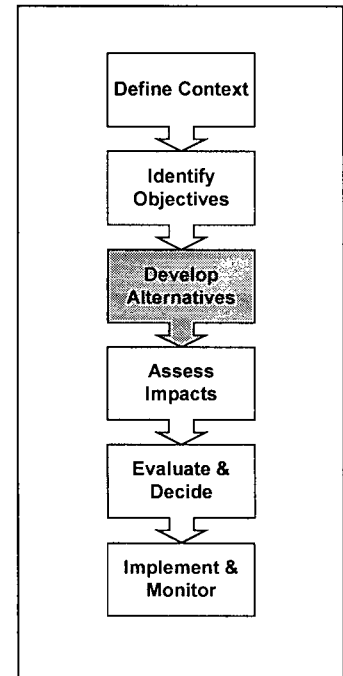 Define Context
Identify
Objectives
Develop
Alternatives
Assess
Impacts
Evaluate &
Decide
Implement &
Monitor